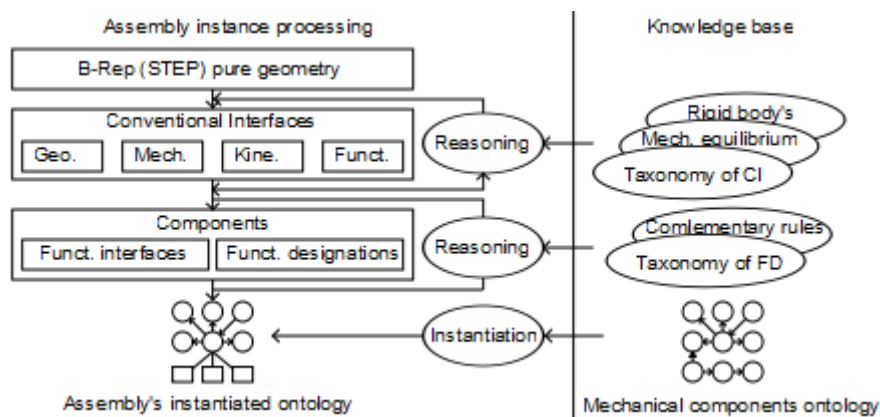 Assembly instance processing
Knowledge base
B-Rep (STEP) pure geometry
Conventional Interfaces
Geo.
Mech.
Kine.
Funct.
Reasoning
Rigid body's
Mech. equilibrium
Taxonomy of CI
Components
Funct. interfaces
Funct. designations
Reasoning
Comlementary rules
Taxonomy of FD
Instantiation
Assembly's instantiated ontology
Mechanical components ontology